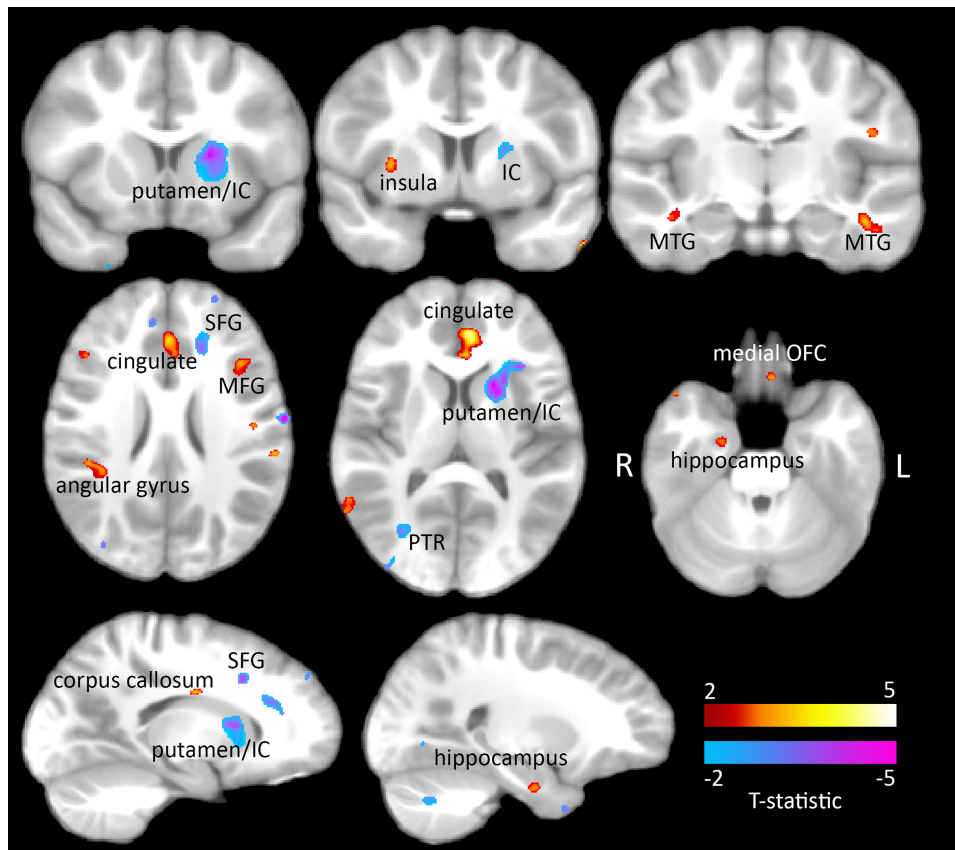 putamen/IC
insula
IC
MTG
MTG
SFG
cingulate
MFG
angular gyrus
cingulate
putamen/IC
PTR
medial OFC
R
L
hippocampus
SFG
corpus callosum
putamen/IC
hippocampus
2
5
-2
-5
T-statistic